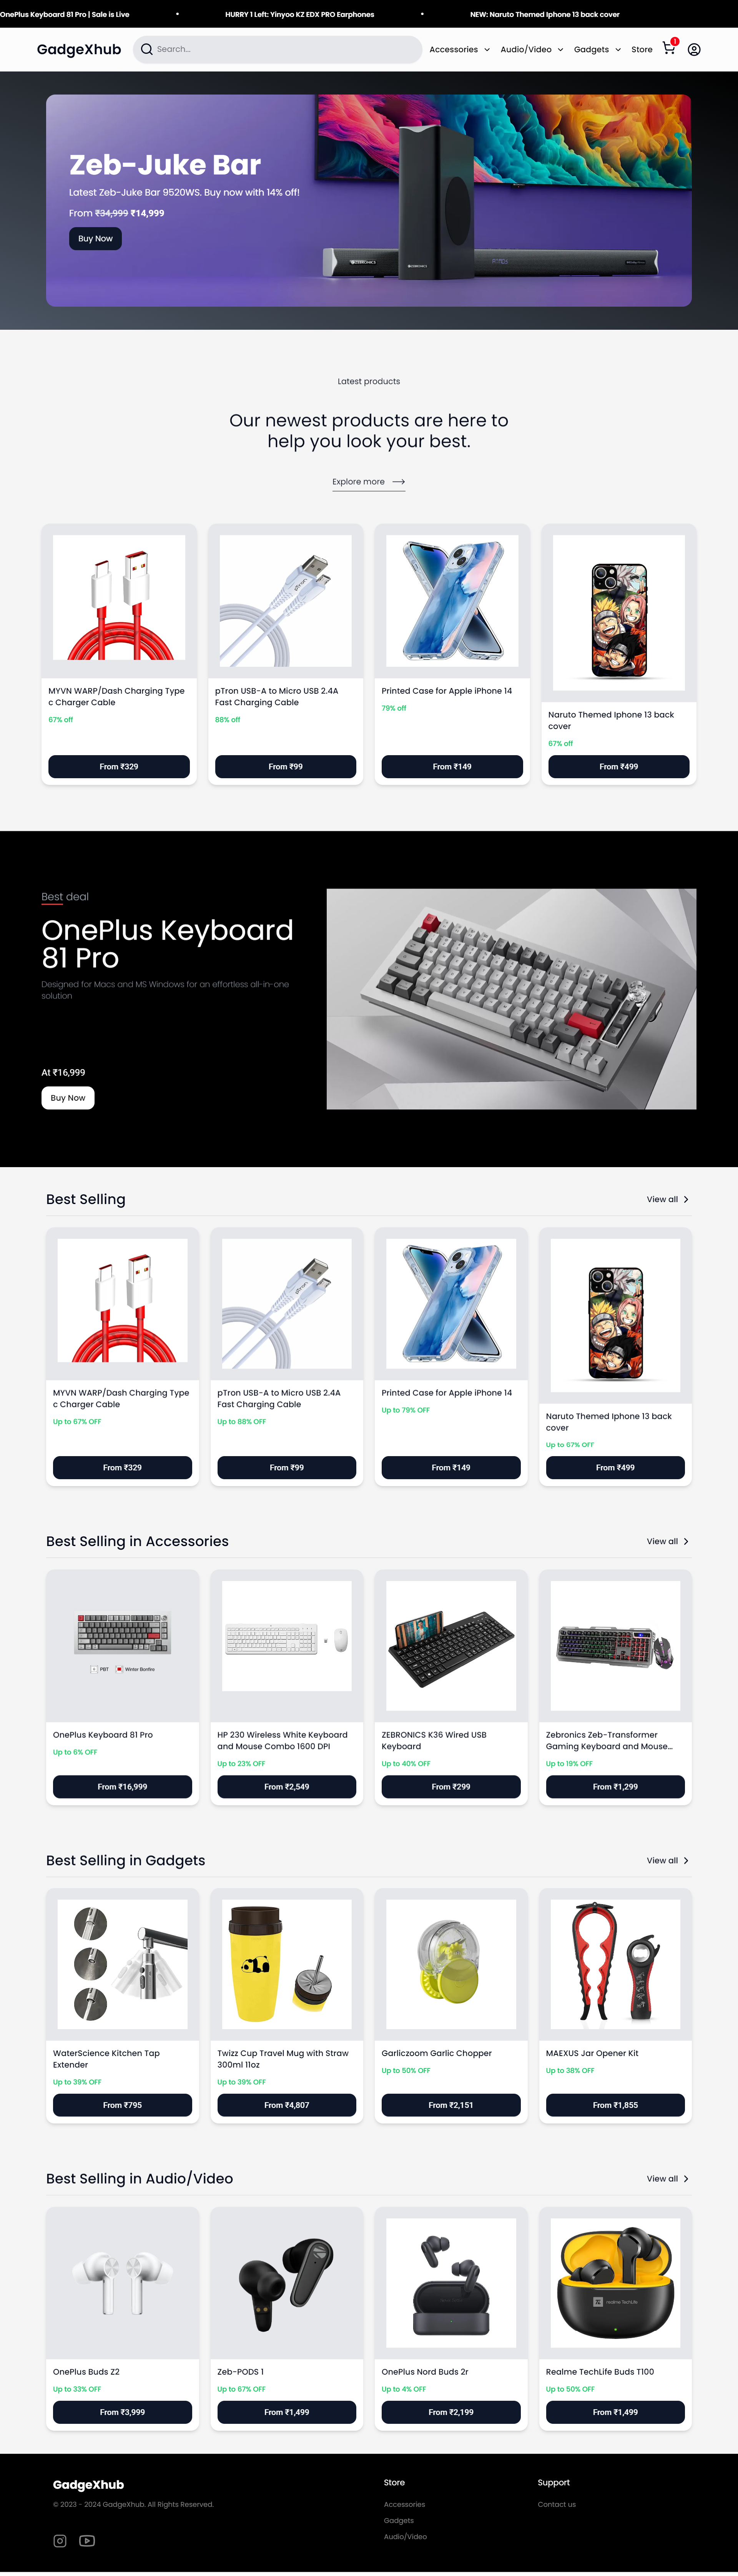 OnePlus Keyboard 81 Pro | Sale is Live • HURRY 1 Left: Yinyoo KZ EDX PRO Earphones • NEW: Naruto Themed Iphone 13 back cover
GadgeXhub
Search...
Accessories
Audio/Video
Gadgets
Store
1
Zeb-Juke Bar
Latest Zeb-Juke Bar 9520WS. Buy now with 14% off!
From ₹34,999 ₹14,999
Buy Now
ZEBRONICS
ZEBRONICS
Latest products
Our newest products are here to
help you look your best.
Explore more
pTron
MYVN WARP/Dash Charging Type
c Charger Cable
67% off
From ₹329
pTron USB-A to Micro USB 2.4A
Fast Charging Cable
88% off
From ₹99
Printed Case for Apple iPhone 14
79% off
From ₹149
Naruto Themed Iphone 13 back
cover
67% off
From ₹499
Best deal
OnePlus Keyboard
81 Pro
Designed for Macs and MS Windows for an effortless all-in-one
solution
At ₹16,999
Buy Now
Best Selling
View all
pTron
MYVN WARP/Dash Charging Type
c Charger Cable
Up to 67% OFF
From ₹329
pTron USB-A to Micro USB 2.4A
Fast Charging Cable
Up to 88% OFF
From ₹99
Printed Case for Apple iPhone 14
Up to 79% OFF
From ₹149
Naruto Themed Iphone 13 back
cover
Up to 67% OFF
From ₹499
Best Selling in Accessories
View all
PBT
Winter Bonfire
OnePlus Keyboard 81 Pro
Up to 6% OFF
From ₹16,999
HP 230 Wireless White Keyboard
and Mouse Combo 1600 DPI
Up to 23% OFF
From ₹2,549
ZEBRONICS K36 Wired USB
Keyboard
Up to 40% OFF
From ₹299
Zebronics Zeb-Transformer
Gaming Keyboard and Mouse...
Up to 19% OFF
From ₹1,299
Best Selling in Gadgets
View all
WaterScience Kitchen Tap
Extender
Up to 39% OFF
From ₹795
Twizz Cup Travel Mug with Straw
300ml 11oz
Up to 39% OFF
From ₹4,807
Garliczoom Garlic Chopper
Up to 50% OFF
From ₹2,151
MAEXUS Jar Opener Kit
Up to 38% OFF
From ₹1,855
Best Selling in Audio/Video
View all
realme TechLife
OnePlus Buds Z2
Up to 33% OFF
From ₹3,999
Zeb-PODS 1
Up to 67% OFF
From ₹1,499
OnePlus Nord Buds 2r
Up to 4% OFF
From ₹2,199
Realme TechLife Buds T100
Up to 50% OFF
From ₹1,499
GadgeXhub
© 2023 - 2024 GadgeXhub. All Rights Reserved.
Store
Accessories
Gadgets
Audio/Video
Support
Contact us